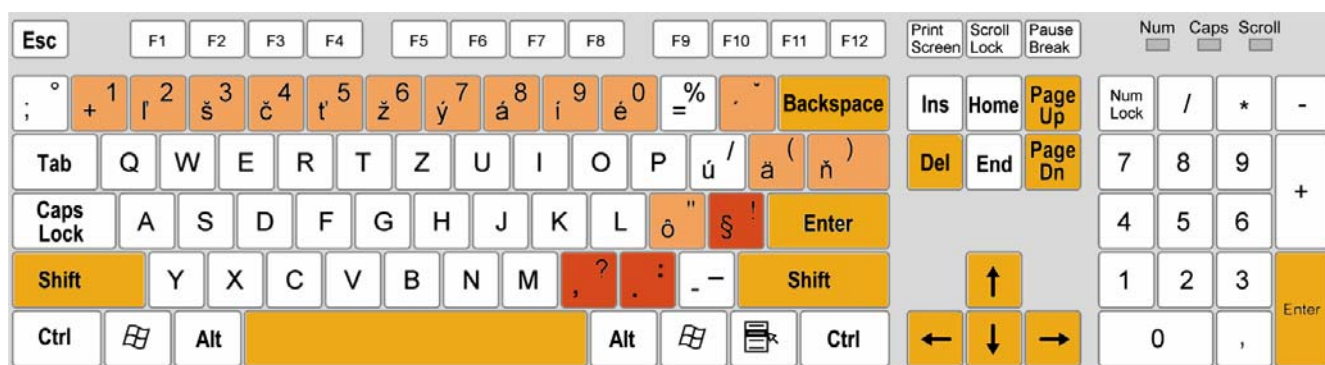 Esc F1 F2 F3 F4 F5 F6 F7 F8 F9 F10 F11 F12 Print Screen Scroll Lock Pause Break Num Caps Scroll
; ° + 1 ľ 2 š 3 č 4 ť 5 ž 6 ý 7 á 8 í 9 é 0 = % ´ ˇ Backspace Ins Home Page Up Num Lock / * -
Tab Q W E R T Z U I O P ú / ä ( ň ) Del End Page Dn 7 8 9 +
Caps Lock A S D F G H J K L ô " § ! Enter 4 5 6
Shift Y X C V B N M , ? . : - _ Shift ↑ 1 2 3 Enter
Ctrl Alt Alt Ctrl ← ↓ → 0 ,